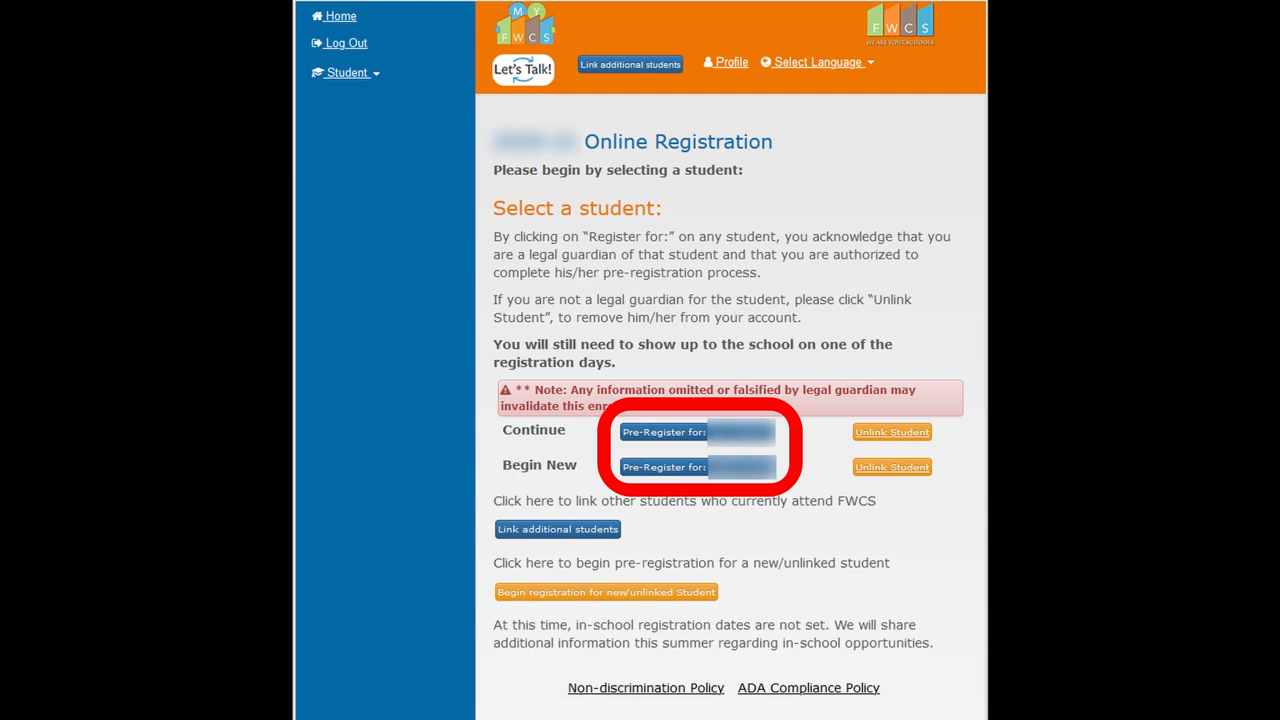 Home
Log Out
Student
MY
FWCS
FWCS
WE ARE YOUR SCHOOLS
Let's Talk!
Link additional students
Profile
Select Language
Online Registration
Please begin by selecting a student:
Select a student:
By clicking on “Register for:” on any student, you acknowledge that you
are a legal guardian of that student and that you are authorized to
complete his/her pre-registration process.
If you are not a legal guardian for the student, please click “Unlink
Student”, to remove him/her from your account.
You will still need to show up to the school on one of the
registration days.
** Note: Any information omitted or falsified by legal guardian may
invalidate this
Continue
Pre-Register for:
Unlink Student
Begin New
Pre-Register for:
Unlink Student
Click here to link other students who currently attend FWCS
Link additional students
Click here to begin pre-registration for a new/unlinked student
Begin registration for new/unlinked Student
At this time, in-school registration dates are not set. We will share
additional information this summer regarding in-school opportunities.
Non-discrimination Policy ADA Compliance Policy